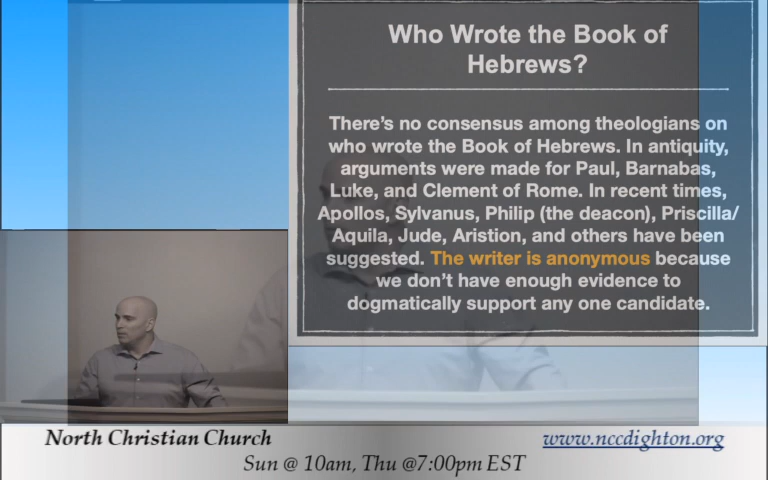 Who Wrote the Book of
Hebrews?
There's no consensus among theologians on
who wrote the Book of Hebrews. In antiquity,
arguments were made for Paul, Barnabas,
Luke, and Clement of Rome. In recent times,
Apollos, Sylvanus, Philip (the deacon), Priscilla/
Aquila, Jude, Aristion, and others have been
suggested. The writer is anonymous because
we don't have enough evidence to
dogmatically support any one candidate.
North Christian Church
www.nccdighton.org
Sun @ 10am, Thu @7:00pm EST